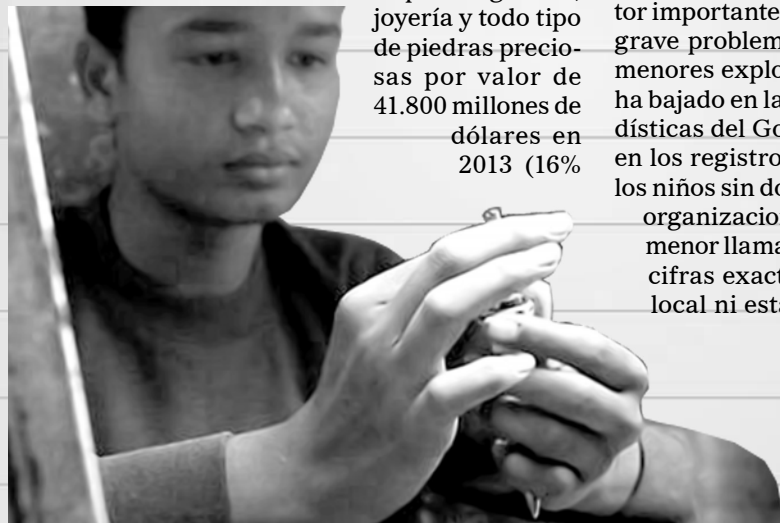 joyería y todo tipo
de piedras precio-
sas por valor de
41.800 millones de
dólares en
2013 (16%
tor importante
grave problem
menores explo
ha bajado en la
dísticas del Go
en los registro
los niños sin do
organizacio
menor llama
cifras exact
local ni está